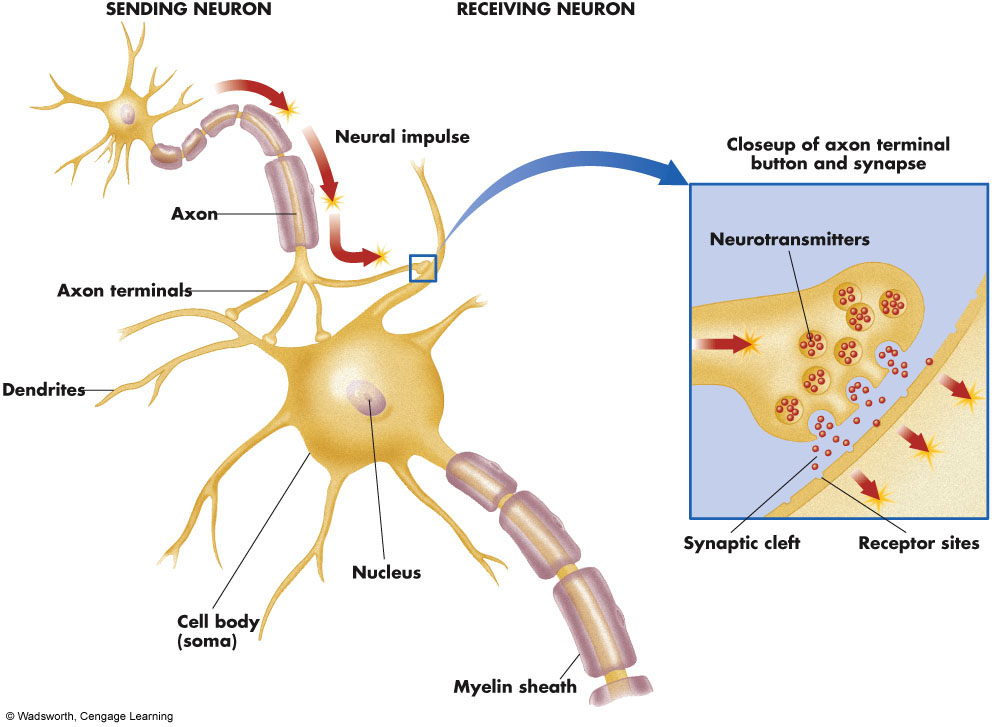 SENDING NEURON
RECEIVING NEURON
Neural impulse
Closeup of axon terminal
button and synapse
Axon
Neurotransmitters
Axon terminals
Dendrites
Synaptic cleft
Receptor sites
Nucleus
Cell body
(soma)
Myelin sheath
© Wadsworth, Cengage Learning